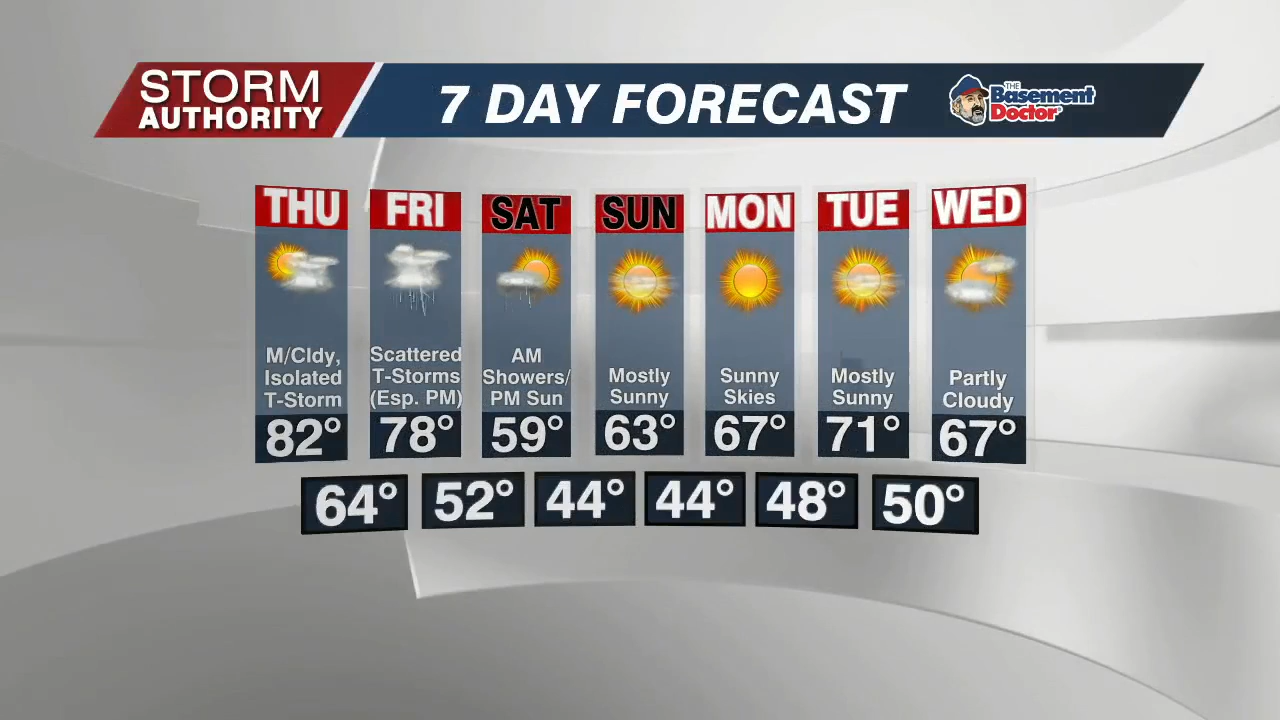 STORM
AUTHORITY
7 DAY FORECAST
THE
Basement
Doctor
THU
M/Cldy,
Isolated
T-Storm
82°
FRI
Scattered
T-Storms
(Esp. PM)
78°
SAT
AM
Showers/
PM Sun
59°
SUN
Mostly
Sunny
63°
MON
Sunny
Skies
67°
TUE
Mostly
Sunny
71°
WED
Partly
Cloudy
67°
64° 52° 44° 44° 48° 50°